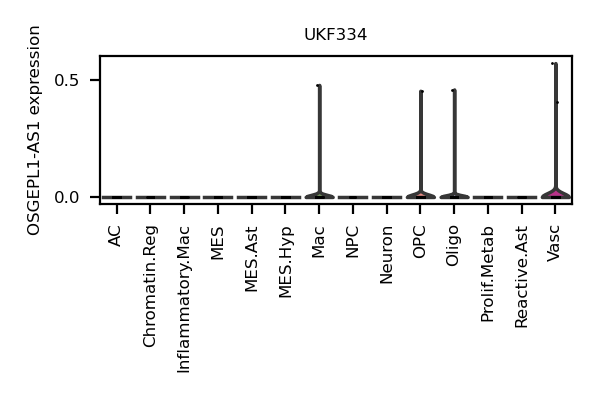 UKF334
OSGEPL1-AS1 expression
0.5
0.0
AC
Chromatin.Reg
Inflammatory.Mac
MES
MES.Ast
MES.Hyp
Mac
NPC
Neuron
OPC
Oligo
Prolif.Metab
Reactive.Ast
Vasc